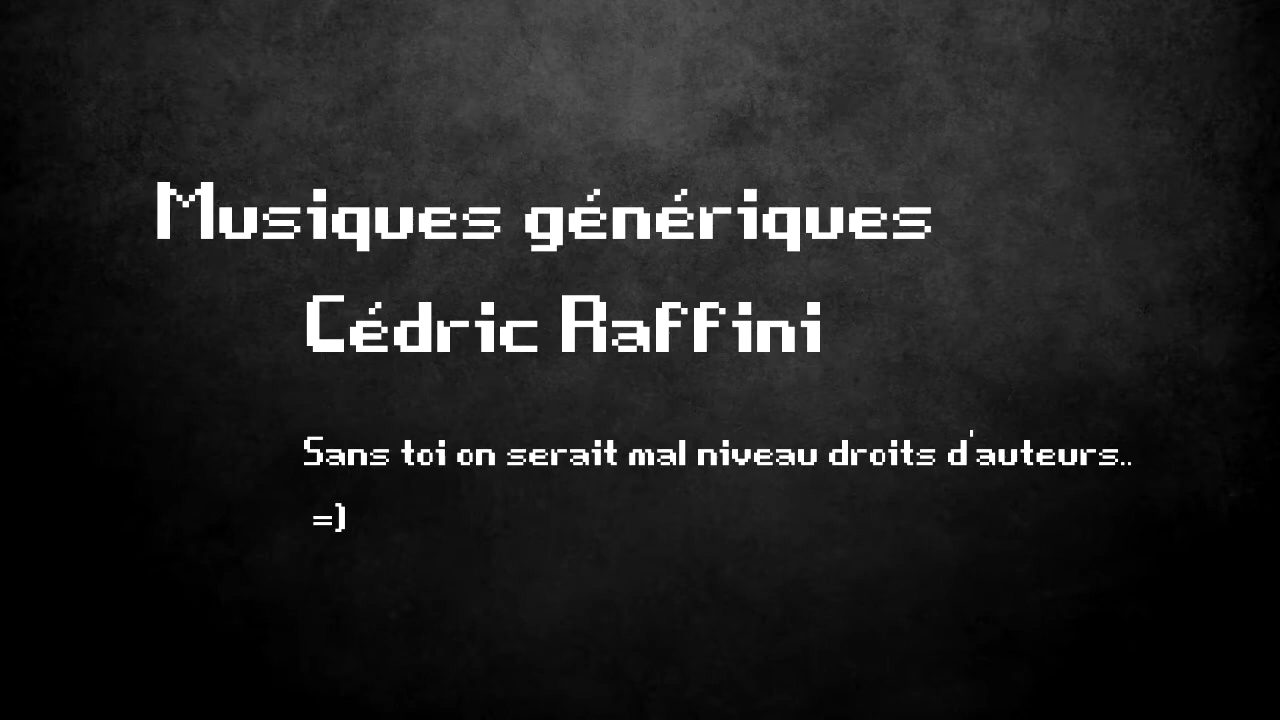 Musiques génériques
Cédric Raffini
Sans toi on serait mal niveau droits d'auteurs..
=)